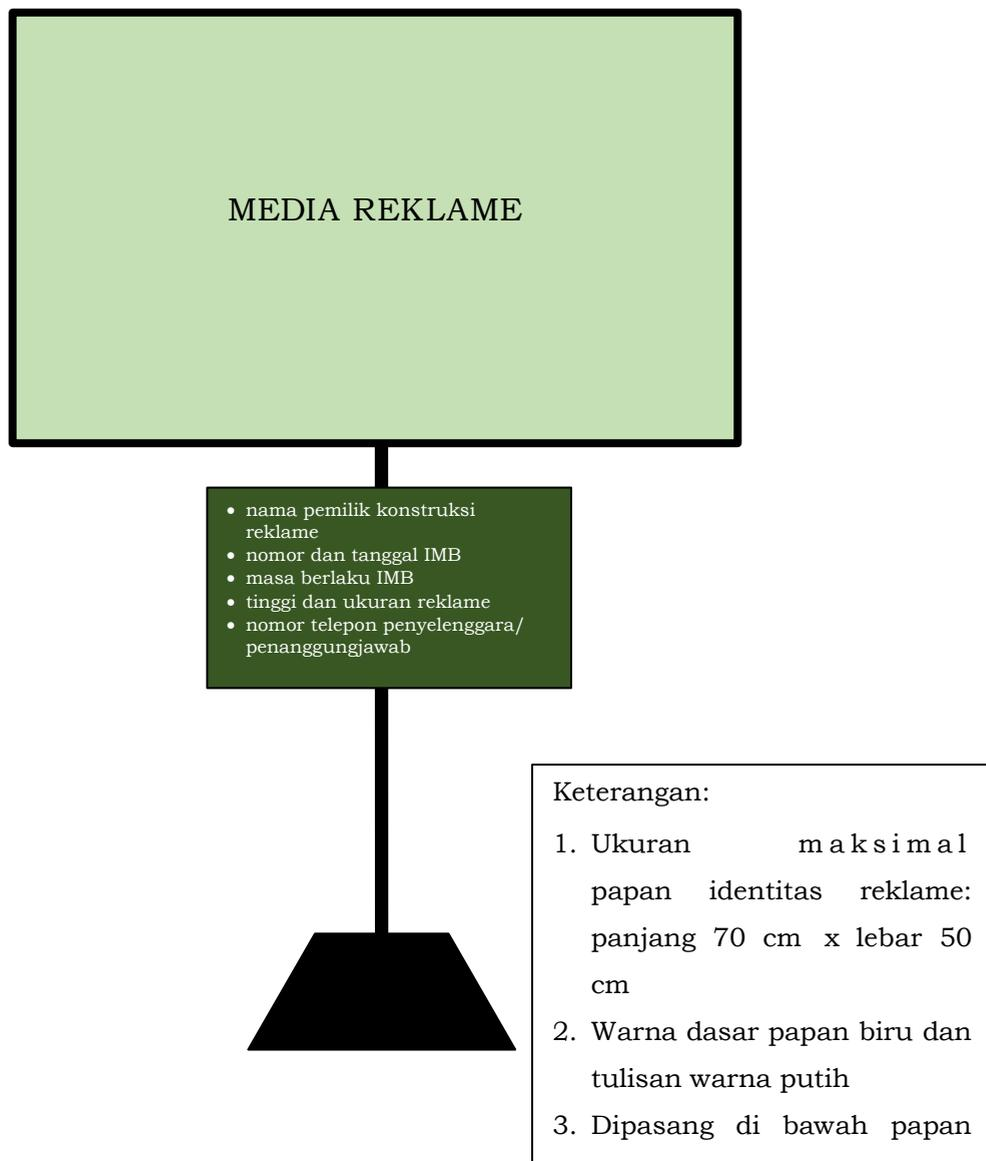 MEDIA REKLAME
• nama pemilik konstruksi
reklame
• nomor dan tanggal IMB
• masa berlaku IMB
• tinggi dan ukuran reklame
• nomor telepon penyelenggara/
penanggungjawab
Keterangan:
1. Ukuran maksimal
papan identitas reklame:
panjang 70 cm x lebar 50
cm
2. Warna dasar papan biru dan
tulisan warna putih
3. Dipasang di bawah papan